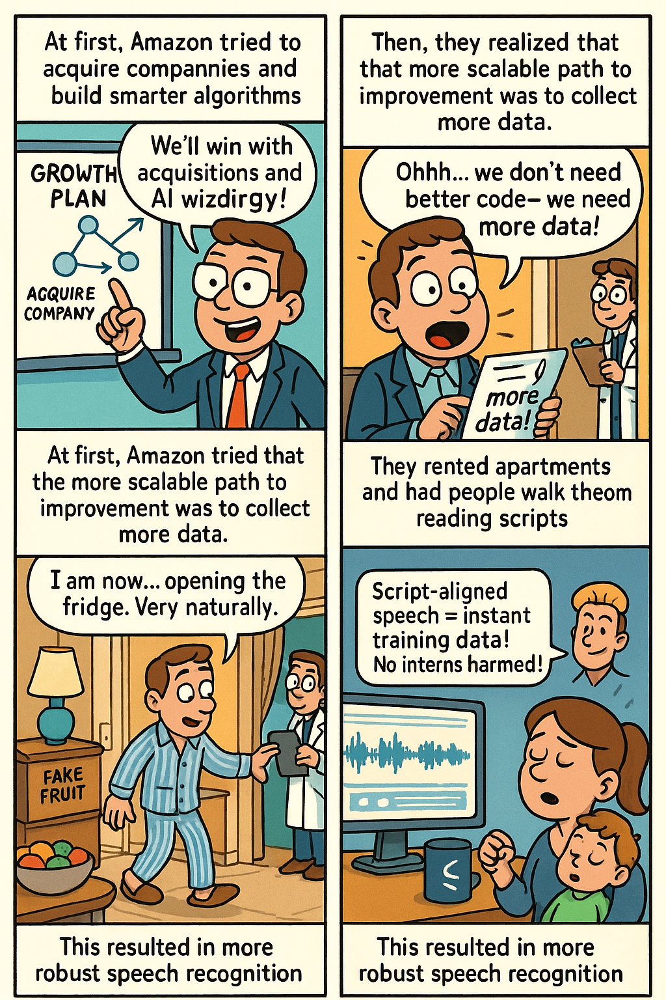 At first, Amazon tried to
acquire compannies and
build smarter algorithms
We'll win with
acquisitions and
AI wizdirgy!
GROWTH
PLAN
ACQUIRE
COMPANY
Then, they realized that
that more scalable path to
improvement was to collect
more data.
Ohhh... we don't need
better code– we need
more data!
more
data!
At first, Amazon tried that
the more scalable path to
improvement was to collect
more data.
I am now... opening the
fridge. Very naturally.
FAKE
FRUIT
This resulted in more
robust speech recognition
They rented apartments
and had people walk theom
reading scripts
Script-aligned
speech = instant
training data!
No interns harmed!
This resulted in more
robust speech recognition